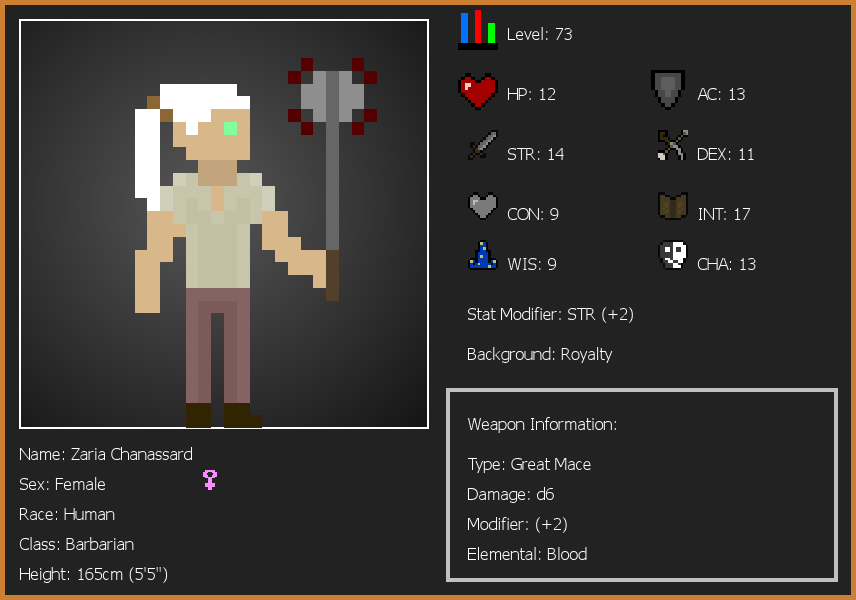 Level: 73
HP: 12
AC: 13
STR: 14
DEX: 11
CON: 9
INT: 17
WIS: 9
CHA: 13
Stat Modifier: STR (+2)
Background: Royalty
Weapon Information:
Type: Great Mace
Damage: d6
Modifier: (+2)
Elemental: Blood
Name: Zaria Chanassard
Sex: Female
Race: Human
Class: Barbarian
Height: 165cm (5'5")